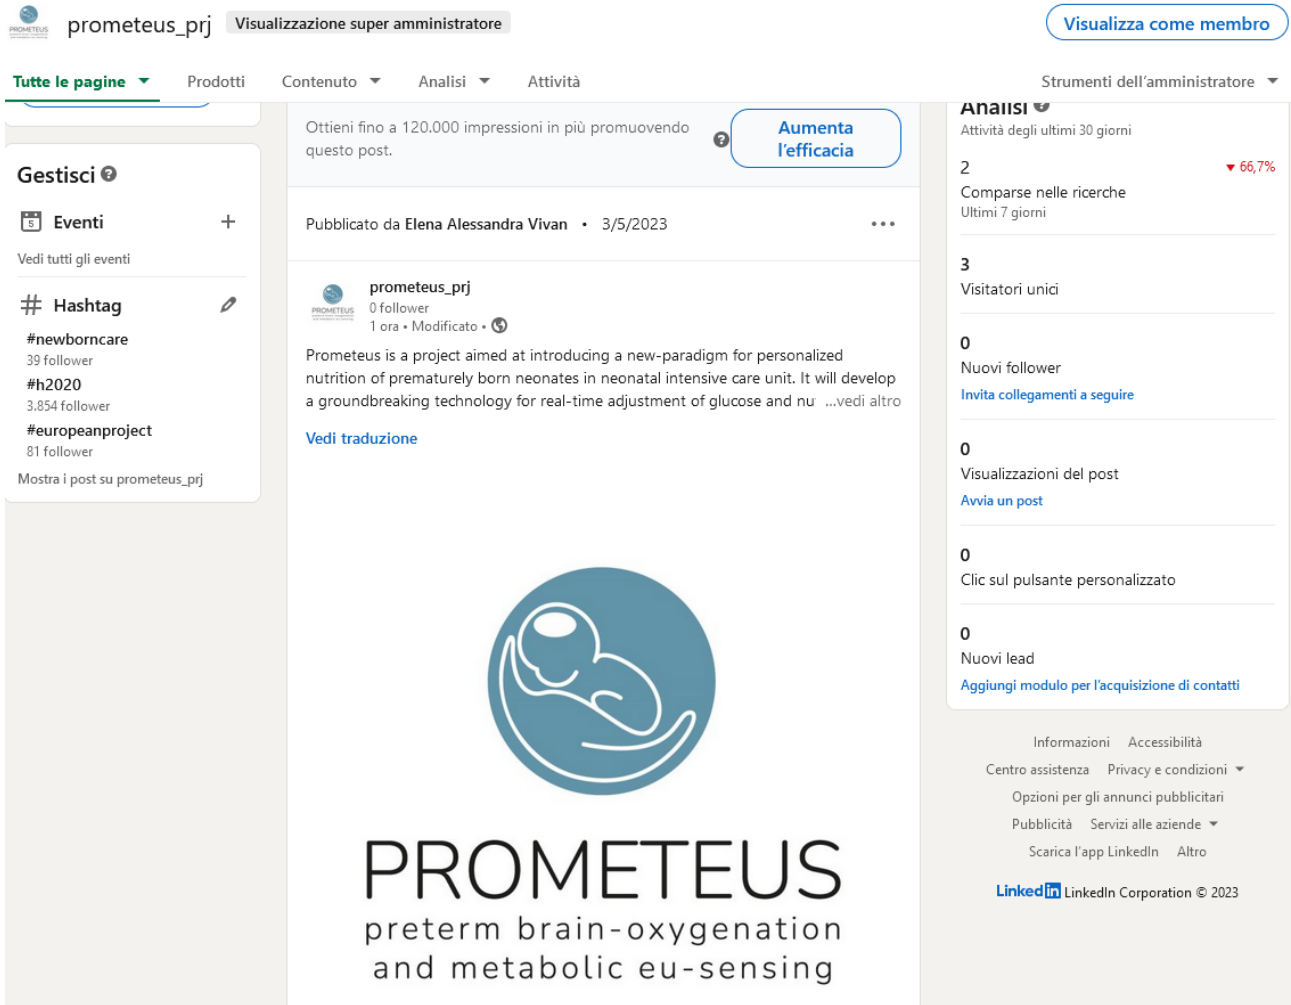 prometeus_prj
Visualizzazione super amministratore
Visualizza come membro
Tutte le pagine
Prodotti
Contenuto
Analisi
Attività
Strumenti dell'amministratore
Gestisci
Eventi
Vedi tutti gli eventi
Hashtag
#newborncare
39 follower
#h2020
3.854 follower
#europeanproject
81 follower
Mostra i post su prometeus_prj
Ottieni fino a 120.000 impressioni in più promuovendo
questo post.
Aumenta
l'efficacia
Pubblicato da Elena Alessandra Vivan • 3/5/2023
prometeus_prj
0 follower
1 ora • Modificato •
Prometeus is a project aimed at introducing a new-paradigm for personalized
nutrition of prematurely born neonates in neonatal intensive care unit. It will develop
a groundbreaking technology for real-time adjustment of glucose and nu ...vedi altro
Vedi traduzione
PROMETEUS
preterm brain-oxygenation
and metabolic eu-sensing
Analisi
Attività degli ultimi 30 giorni
2
66,7%
Comparse nelle ricerche
Ultimi 7 giorni
3
Visitatori unici
0
Nuovi follower
Invita collegamenti a seguire
0
Visualizzazioni del post
Avvia un post
0
Clic sul pulsante personalizzato
0
Nuovi lead
Aggiungi modulo per l'acquisizione di contatti
Informazioni Accessibilità
Centro assistenza Privacy e condizioni
Opzioni per gli annunci pubblicitari
Pubblicità Servizi alle aziende
Scarica l'app LinkedIn Altro
LinkedIn LinkedIn Corporation © 2023